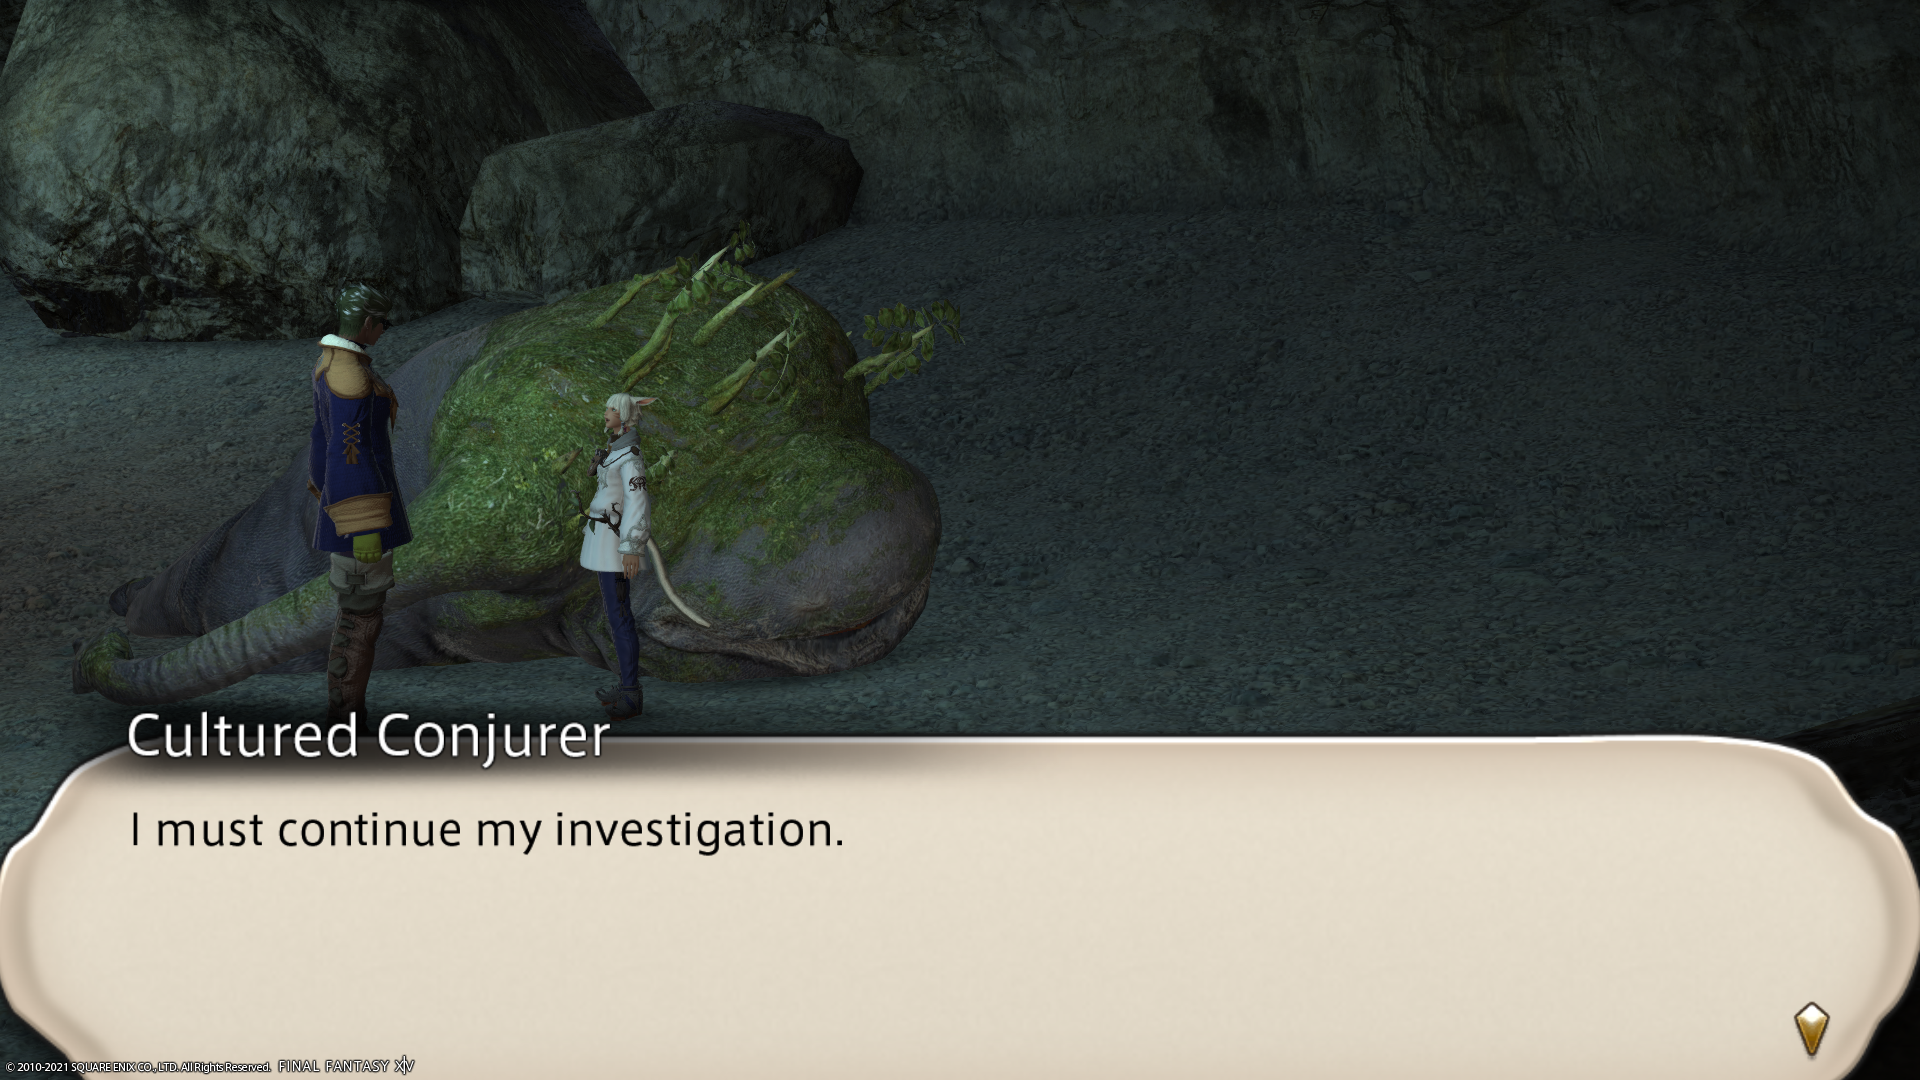 Cultured Conjurer
I must continue my investigation.
© 2010-2021 SQUARE ENIX CO., LTD. All Rights Reserved. FINAL FANTASY XIV